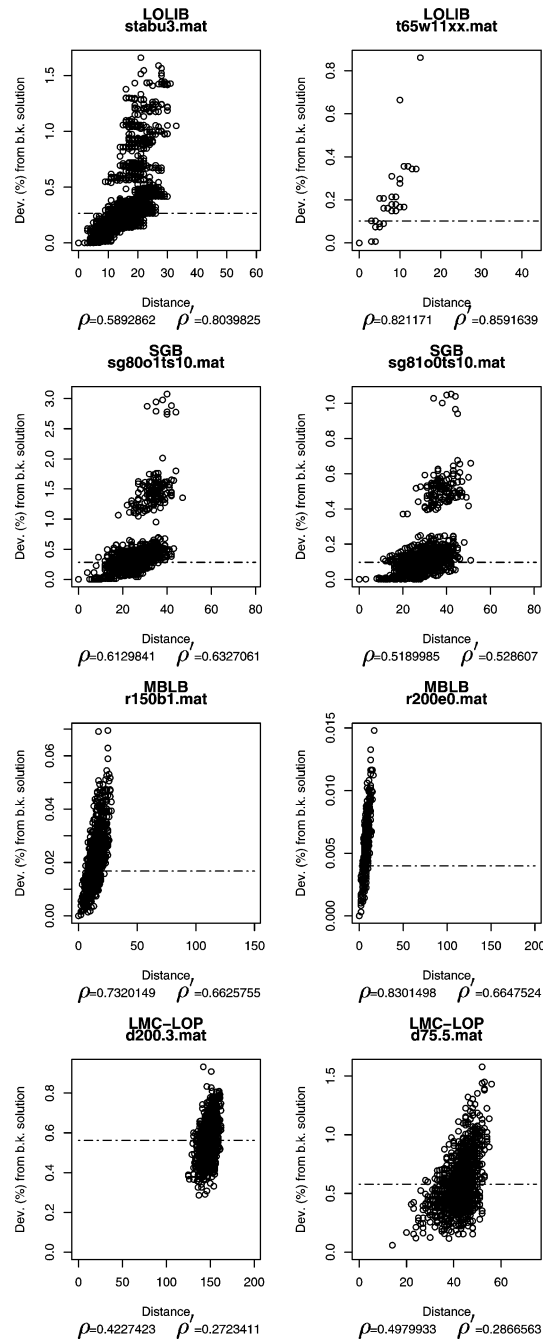 LOLIB
stabu3.mat
Dev. (%) from b.k. solution
0.0 0.5 1.0 1.5
0 10 20 30 40 50 60
Distance
ρ=0.5892862 ρ′=0.8039825
LOLIB
t65w11xx.mat
Dev. (%) from b.k. solution
0.0 0.2 0.4 0.6 0.8
0 10 20 30 40
Distance
ρ=0.821171 ρ′=0.8591639
SGB
sg80o1ts10.mat
Dev. (%) from b.k. solution
0.0 0.5 1.0 1.5 2.0 2.5 3.0
0 20 40 60 80
Distance
ρ=0.6129841 ρ′=0.6327061
SGB
sg81o0ts10.mat
Dev. (%) from b.k. solution
0.0 0.2 0.4 0.6 0.8 1.0
0 20 40 60 80
Distance
ρ=0.5189985 ρ′=0.528607
MBLB
r150b1.mat
Dev. (%) from b.k. solution
0.00 0.02 0.04 0.06
0 50 100 150
Distance
ρ=0.7320149 ρ′=0.6625755
MBLB
r200e0.mat
Dev. (%) from b.k. solution
0.000 0.005 0.010 0.015
0 50 100 150 200
Distance
ρ=0.8301498 ρ′=0.6647524
LMC−LOP
d200.3.mat
Dev. (%) from b.k. solution
0.0 0.2 0.4 0.6 0.8
0 50 100 150 200
Distance
ρ=0.4227423 ρ′=0.2723411
LMC−LOP
d75.5.mat
Dev. (%) from b.k. solution
0.0 0.5 1.0 1.5
0 20 40 60
Distance
ρ=0.4979933 ρ′=0.2866563